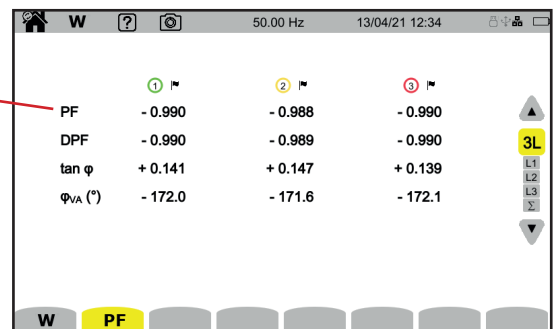 W ? 50.00 Hz 13/04/21 12:34
1 2 3
PF - 0.990 - 0.988 - 0.990
DPF - 0.990 - 0.989 - 0.990
tan φ + 0.141 + 0.147 + 0.139
φVA (°) - 172.0 - 171.6 - 172.1
3L
L1
L2
L3
Σ
W PF